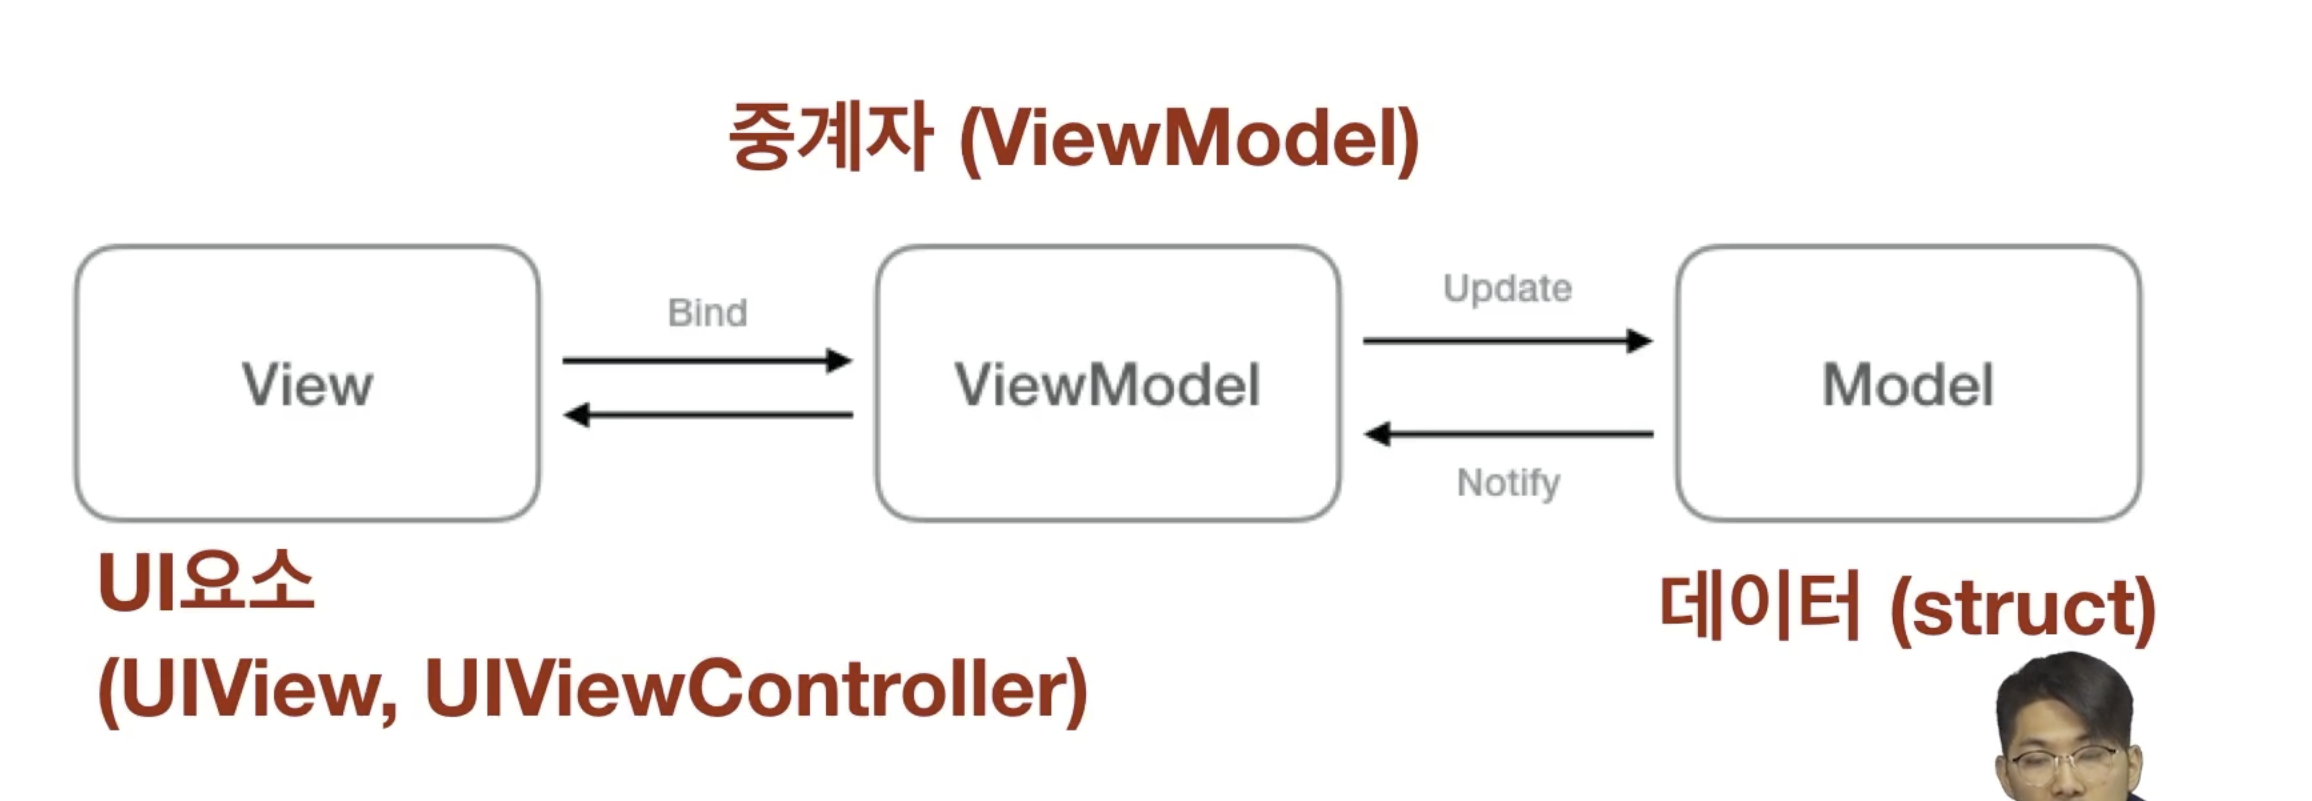 중계자 (ViewModel)
View
Bind
ViewModel
Update
Notify
Model
UI요소
(UIView, UIViewController)
데이터 (struct)